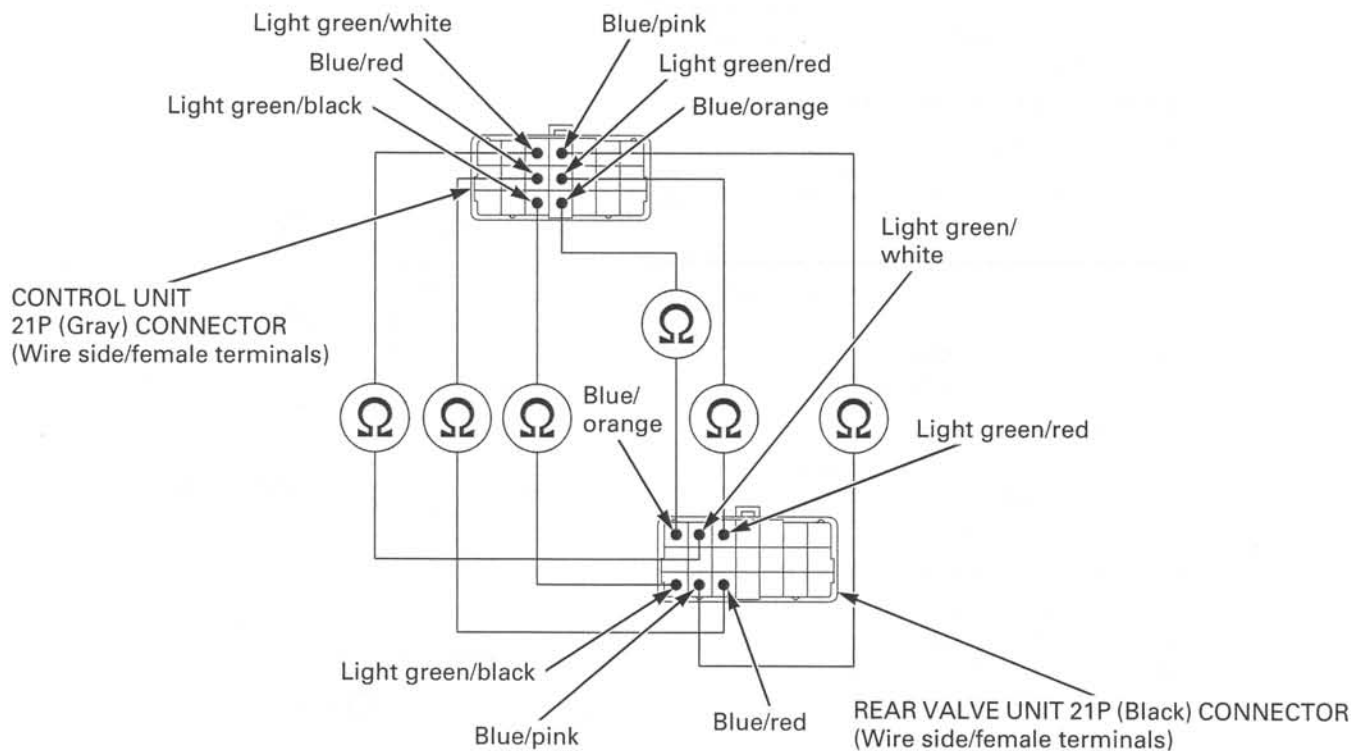 Light green/white
Blue/pink
Blue/red
Light green/red
Light green/black
Blue/orange
Light green/
white
CONTROL UNIT
21P (Gray) CONNECTOR
(Wire side/female terminals)
Ω
Blue/
orange
Ω
Ω
Ω
Ω
Ω
Light green/red
Light green/black
Blue/pink
Blue/red
REAR VALVE UNIT 21P (Black) CONNECTOR
(Wire side/female terminals)